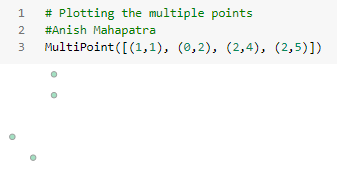 1 # Plotting the multiple points
2 #Anish Mahapatra
3 MultiPoint([(1,1), (0,2), (2,4), (2,5)])